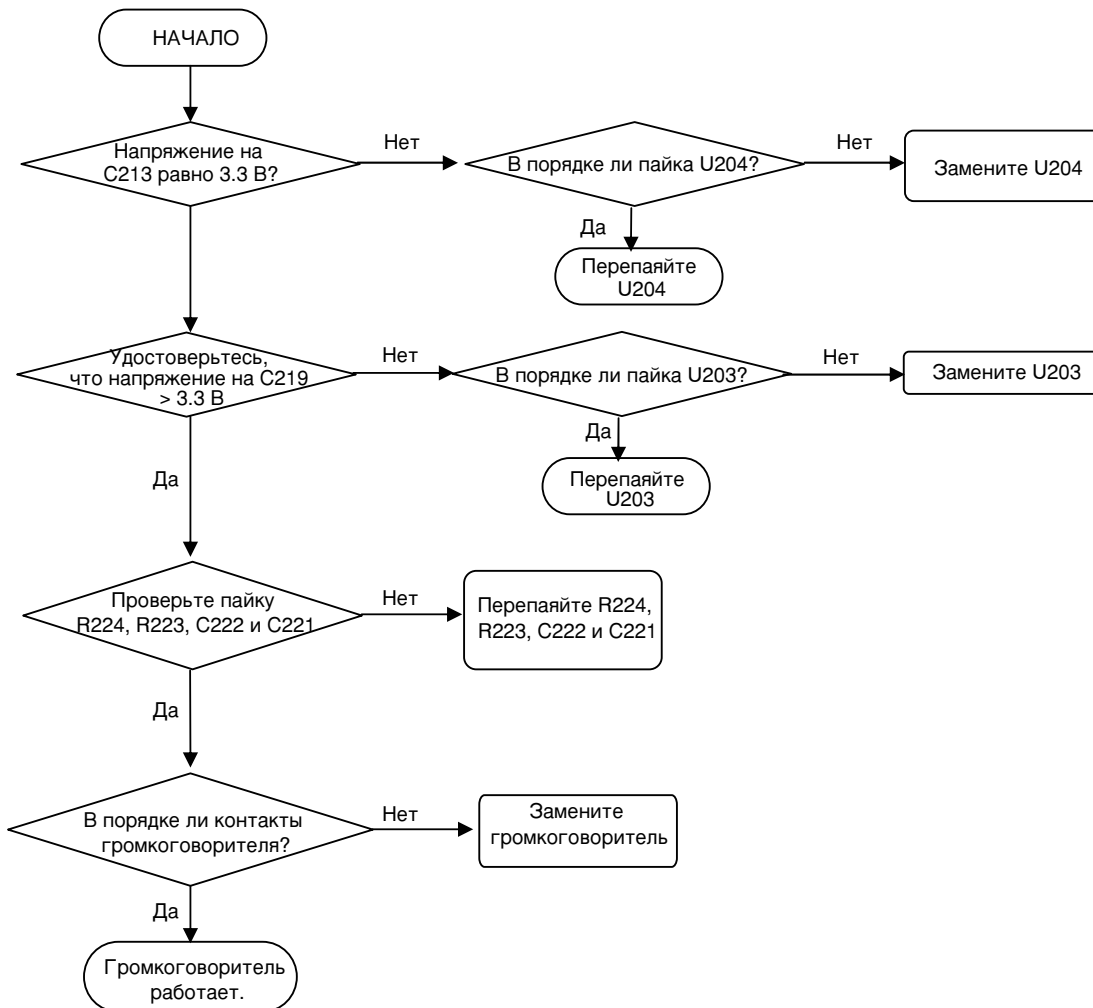 НАЧАЛО
Напряжение на
C213 равно 3.3 В?
Нет
В порядке ли пайка U204?
Нет
Замените U204
Да
Перепаяйте
U204
Удостоверьтесь,
что напряжение на C219
> 3.3 В
Нет
В порядке ли пайка U203?
Нет
Замените U203
Да
Перепаяйте
U203
Да
Проверьте пайку
R224, R223, C222 и C221
Нет
Перепаяйте R224,
R223, C222 и C221
Да
В порядке ли контакты
громкоговорителя?
Нет
Замените
громкоговоритель
Да
Громкоговоритель
работает.